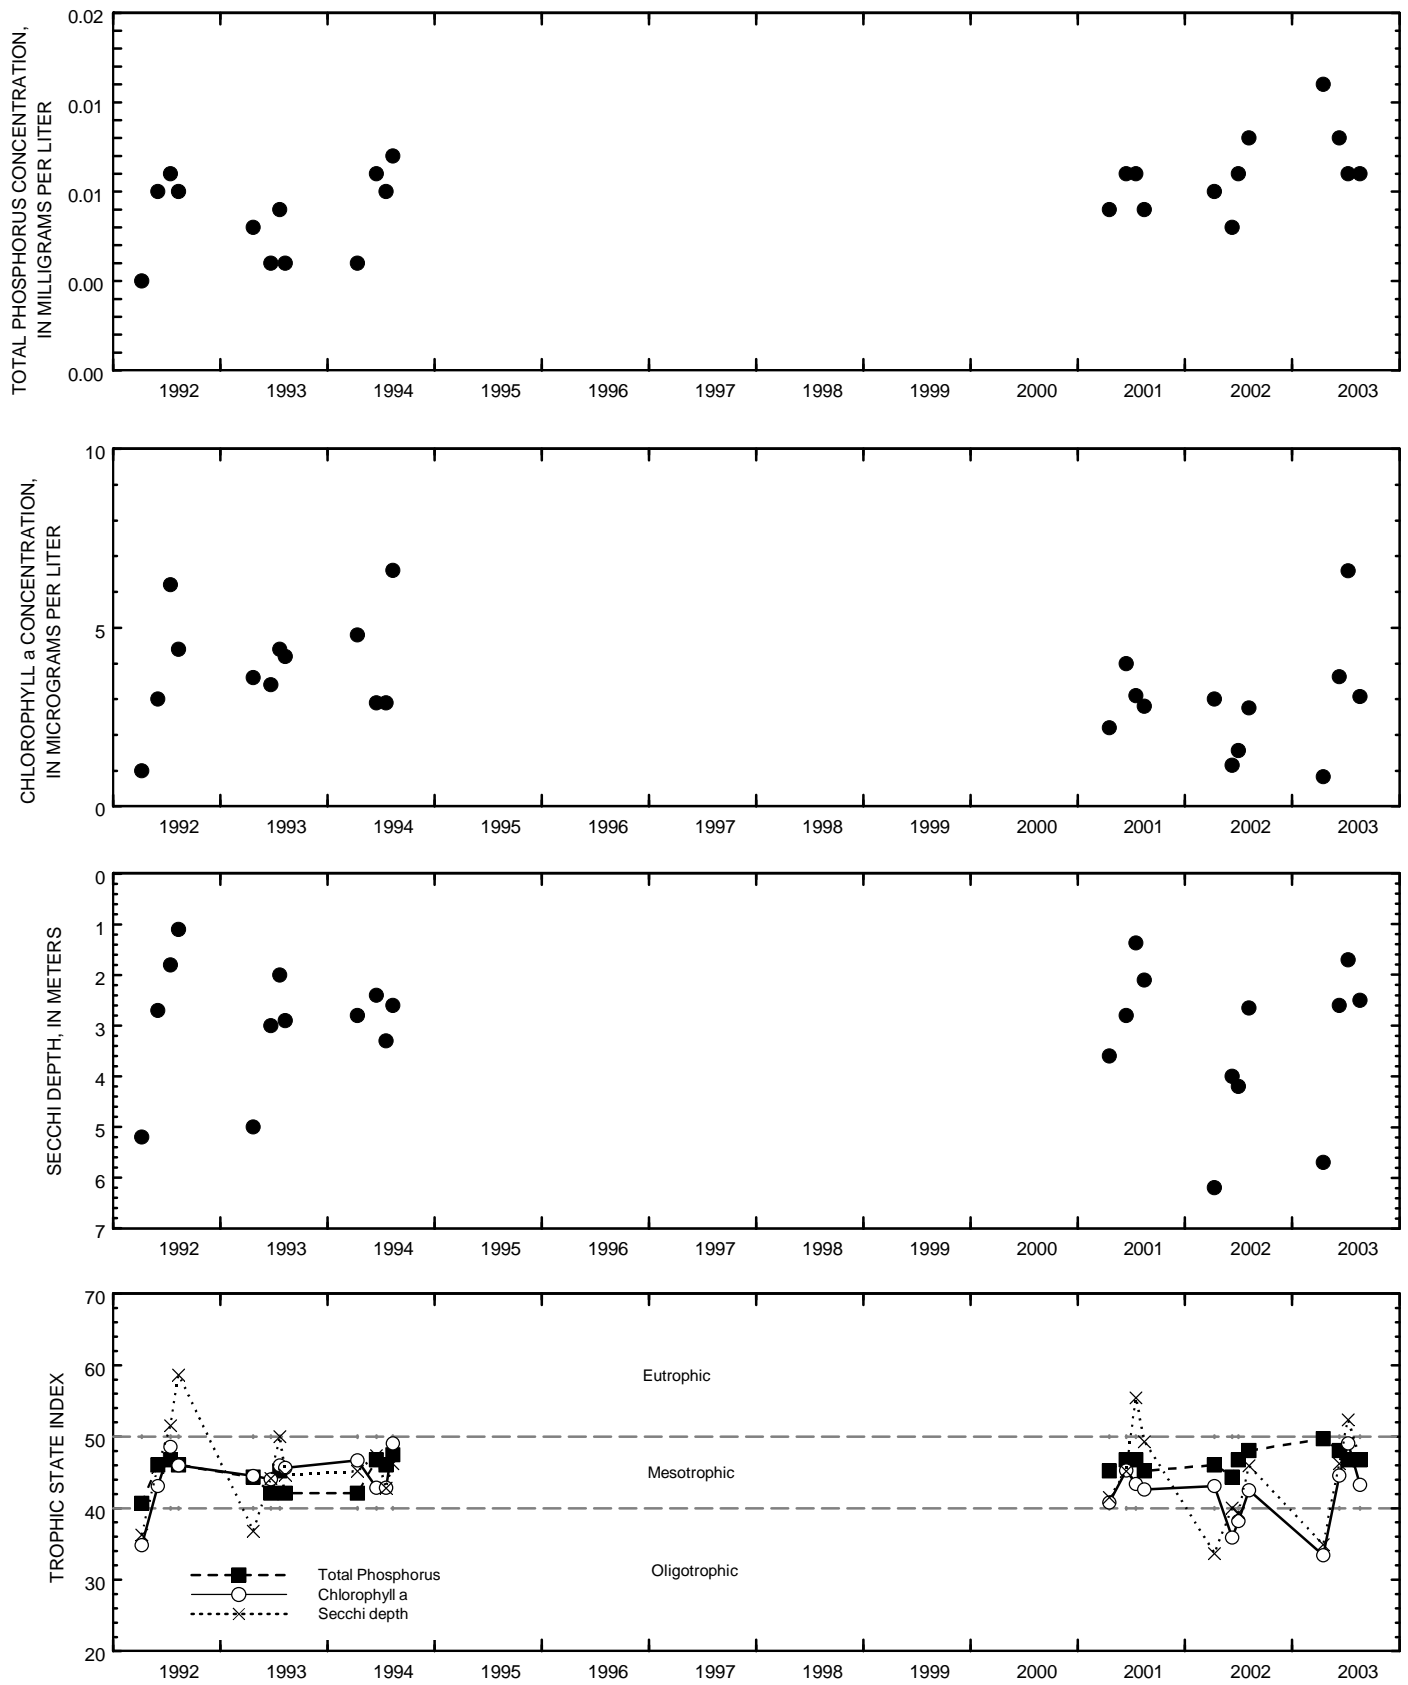 TOTAL PHOSPHORUS CONCENTRATION,
IN MILLIGRAMS PER LITER
0.02
0.01
0.01
0.00
0.00
1992 1993 1994 1995 1996 1997 1998 1999 2000 2001 2002 2003
CHLOROPHYLL a CONCENTRATION,
IN MICROGRAMS PER LITER
10
5
0
1992 1993 1994 1995 1996 1997 1998 1999 2000 2001 2002 2003
SECCHI DEPTH, IN METERS
0
1
2
3
4
5
6
7
1992 1993 1994 1995 1996 1997 1998 1999 2000 2001 2002 2003
TROPHIC STATE INDEX
70
60
50
40
30
20
Eutrophic
Mesotrophic
Oligotrophic
Total Phosphorus
Chlorophyll a
Secchi depth
1992 1993 1994 1995 1996 1997 1998 1999 2000 2001 2002 2003